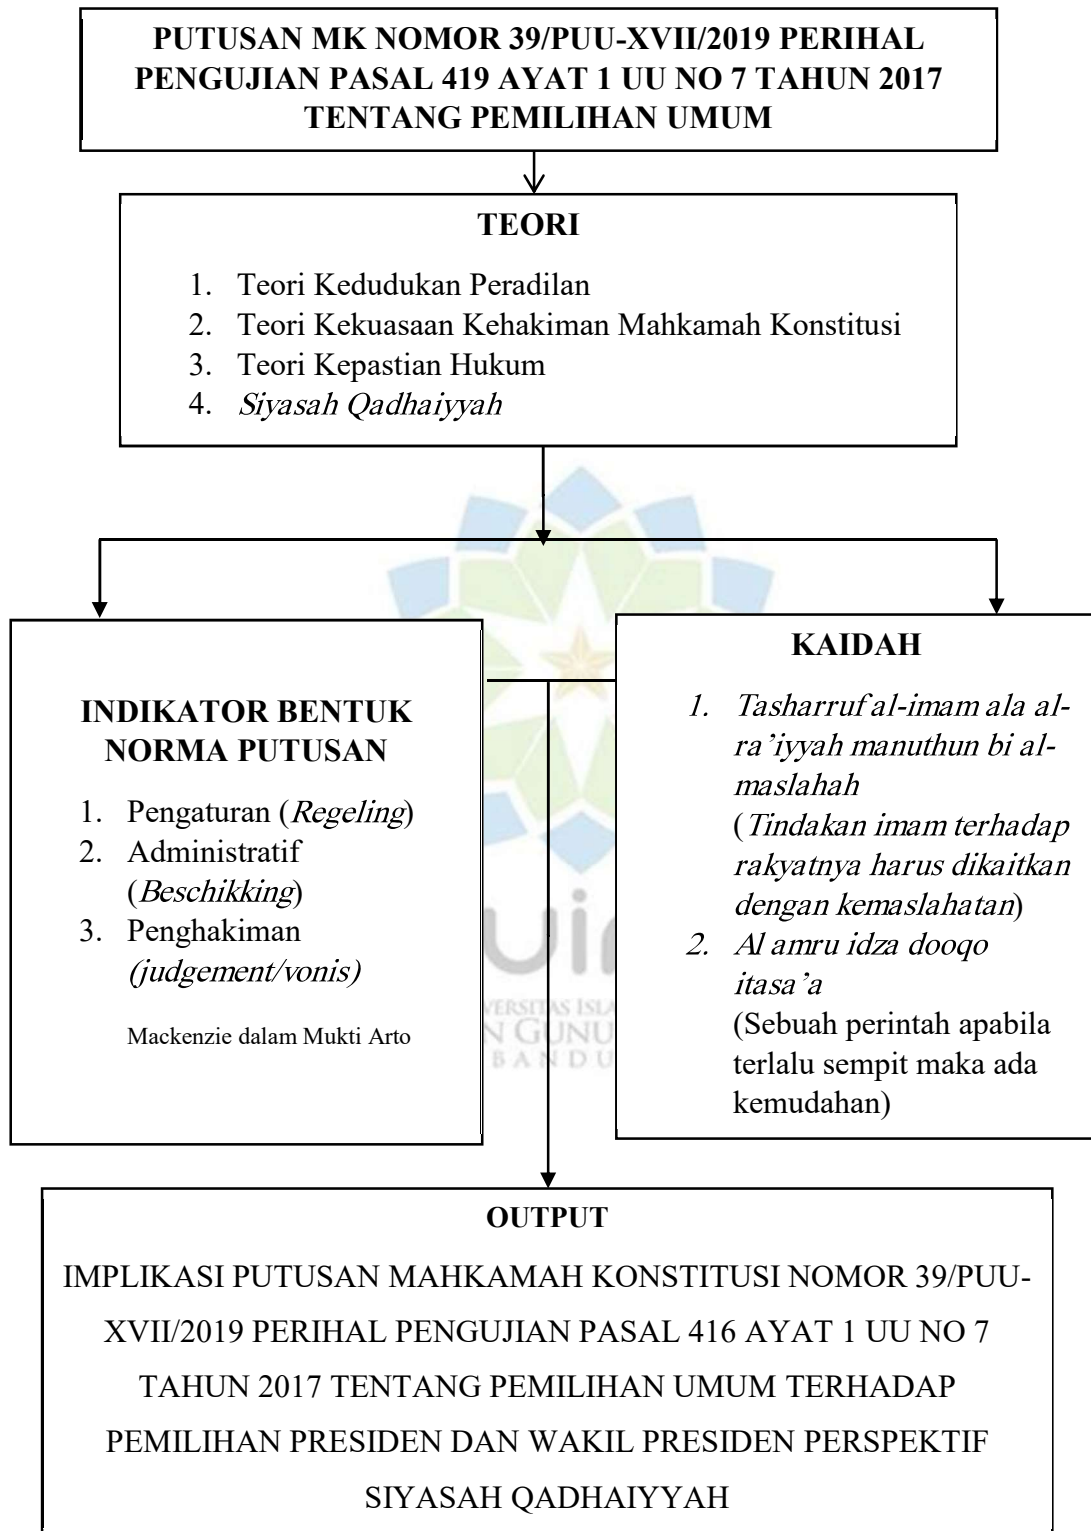 PUTUSAN MK NOMOR 39/PUU-XVII/2019 PERIHAL
PENGUJIAN PASAL 419 AYAT 1 UU NO 7 TAHUN 2017
TENTANG PEMILIHAN UMUM
TEORI
1. Teori Kedudukan Peradilan
2. Teori Kekuasaan Kehakiman Mahkamah Konstitusi
3. Teori Kepastian Hukum
4. Siyasah Qadhaiyyah
INDIKATOR BENTUK
NORMA PUTUSAN
1. Pengaturan (Regeling)
2. Administratif
(Beschikking)
3. Penghakiman
(judgement/vonis)
Mackenzie dalam Mukti Arto
KAIDAH
1. Tasharruf al-imam ala al-
ra’iyyah manuthun bi al-
maslahah
(Tindakan imam terhadap
rakyatnya harus dikaitkan
dengan kemaslahatan)
2. Al amru idza dooqo
itasa’a
(Sebuah perintah apabila
terlalu sempit maka ada
kemudahan)
OUTPUT
IMPLIKASI PUTUSAN MAHKAMAH KONSTITUSI NOMOR 39/PUU-
XVII/2019 PERIHAL PENGUJIAN PASAL 416 AYAT 1 UU NO 7
TAHUN 2017 TENTANG PEMILIHAN UMUM TERHADAP
PEMILIHAN PRESIDEN DAN WAKIL PRESIDEN PERSPEKTIF
SIYASAH QADHAIYYAH